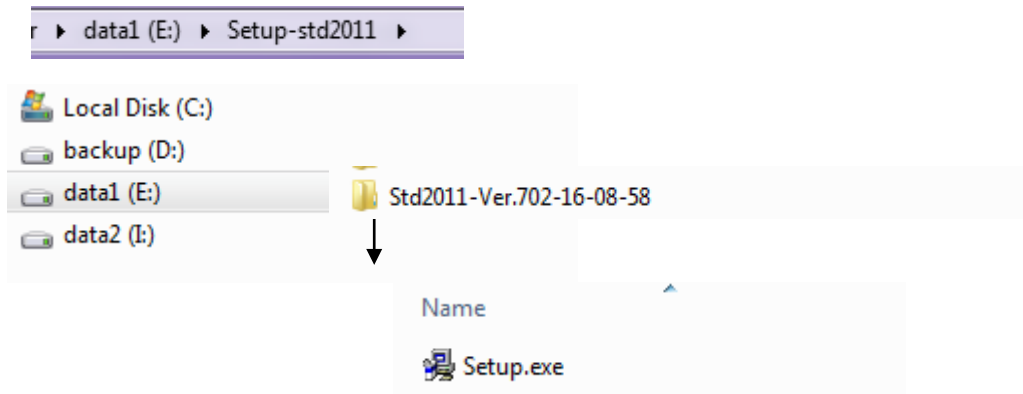 r ▸ data1 (E:) ▸ Setup-std2011 ▸
Local Disk (C:)
backup (D:)
data1 (E:)
Std2011-Ver.702-16-08-58
data2 (I:)
Name
Setup.exe